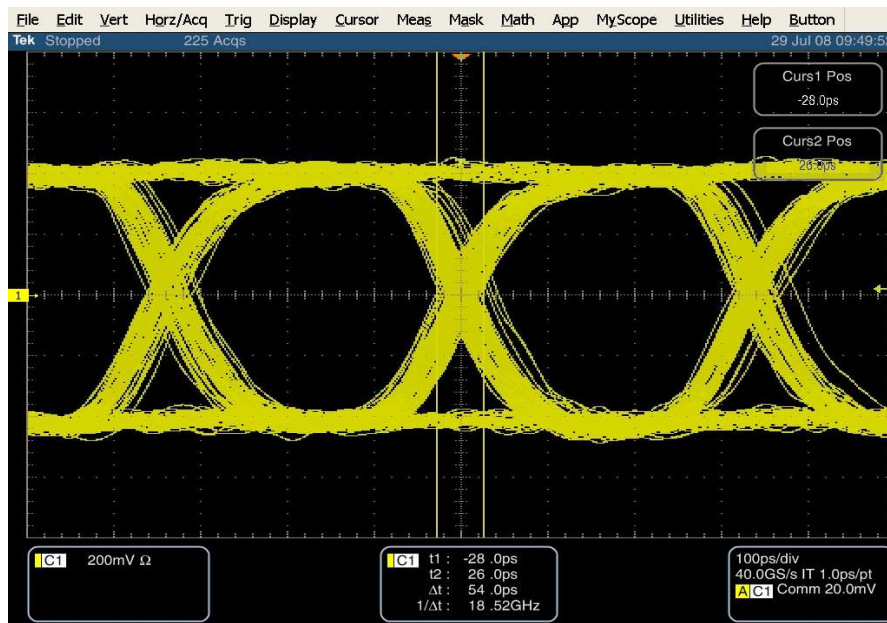 File Edit Vert Horz/Acq Trig Display Cursor Meas Mask Math App MyScope Utilities Help Button
Tek Stopped 225 Acqs 29 Jul 08 09:49:5
Curs1 Pos
-28.0ps
Curs2 Pos
26.0ps
1
C1 200mV Ω
C1 t1 : -28 .0ps
t2 : 26 .0ps
Δt : 54 .0ps
1/Δt : 18 .52GHz
100ps/div
40.0GS/s IT 1.0ps/pt
A C1 Comm 20.0mV